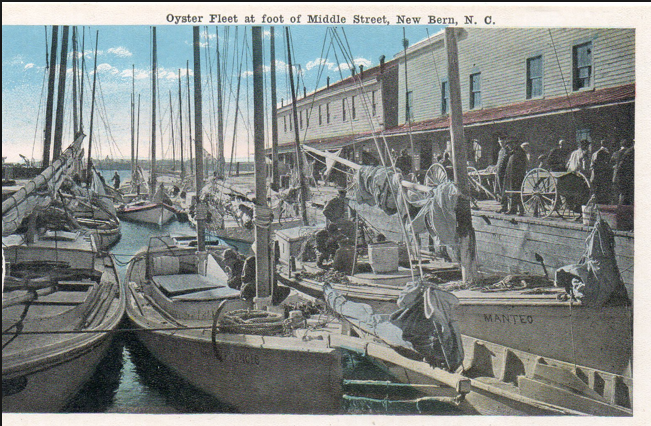 Oyster Fleet at foot of Middle Street, New Bern, N. C.
MANTEO